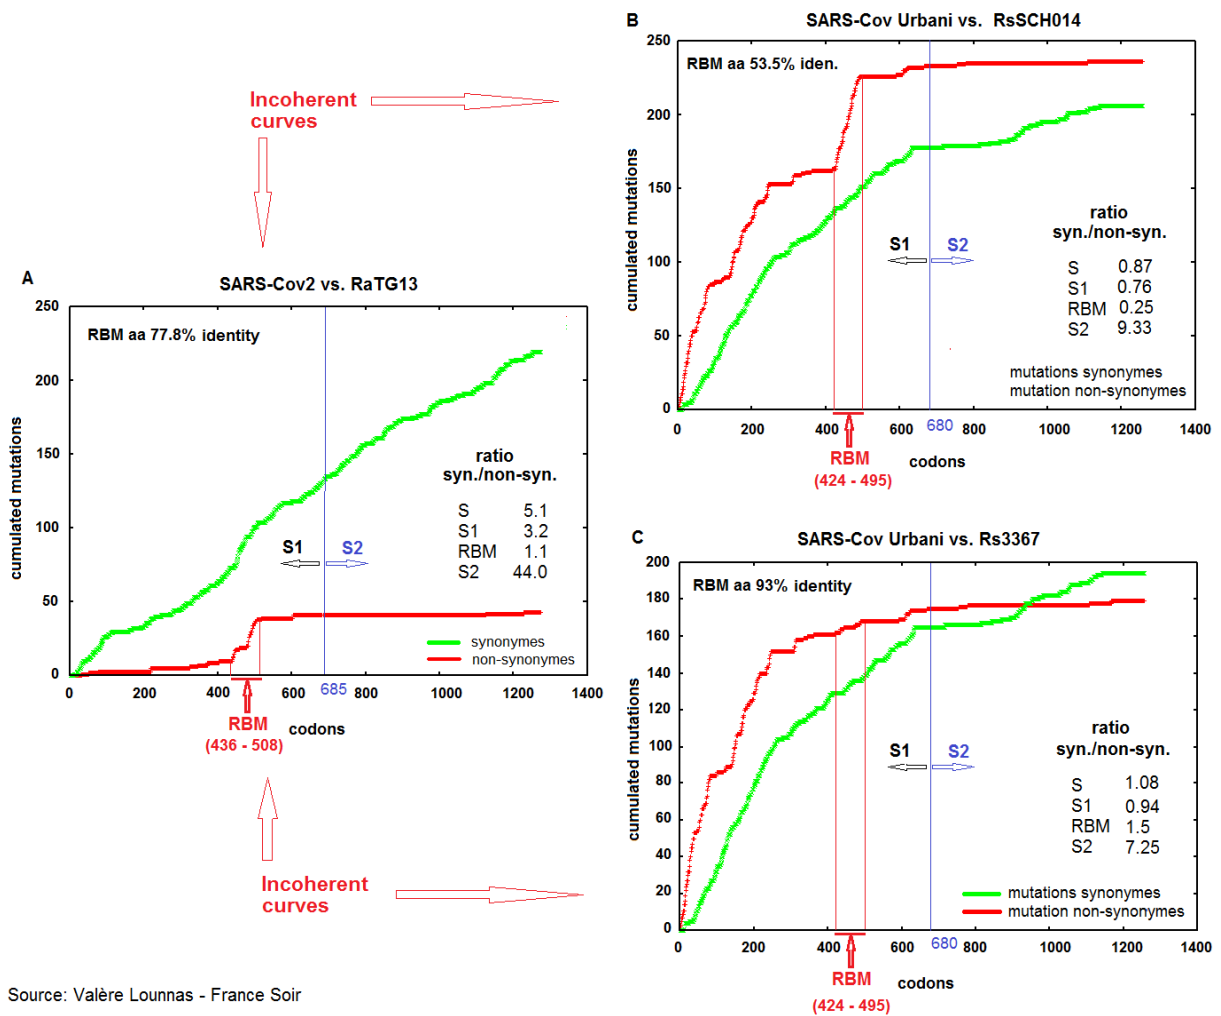 B
SARS-Cov Urbani vs. RsSCH014
250
200
150
100
50
0
cumulated mutations
RBM aa 53.5% iden.
S1
S2
ratio
syn./non-syn.
S 0.87
S1 0.76
RBM 0.25
S2 9.33
mutations synonymes
mutation non-synonymes
0 200 400 600 800 1000 1200 1400
680
RBM
(424 - 495)
codons
Incoherent
curves
A
SARS-Cov2 vs. RaTG13
250
200
150
100
50
0
cumulated mutations
RBM aa 77.8% identity
ratio
syn./non-syn.
S 5.1
S1 3.2
RBM 1.1
S2 44.0
S1
S2
synonymes
non-synonymes
0 200 400 600 800 1000 1200 1400
685
RBM
(436 - 508)
codons
C
SARS-Cov Urbani vs. Rs3367
200
180
160
140
120
100
80
60
40
20
0
cumulated mutations
RBM aa 93% identity
S1
S2
ratio
syn./non-syn.
S 1.08
S1 0.94
RBM 1.5
S2 7.25
mutations synonymes
mutation non-synonymes
0 200 400 600 800 1000 1200 1400
680
RBM
(424 - 495)
codons
Incoherent
curves
Source: Valère Lounnas - France Soir